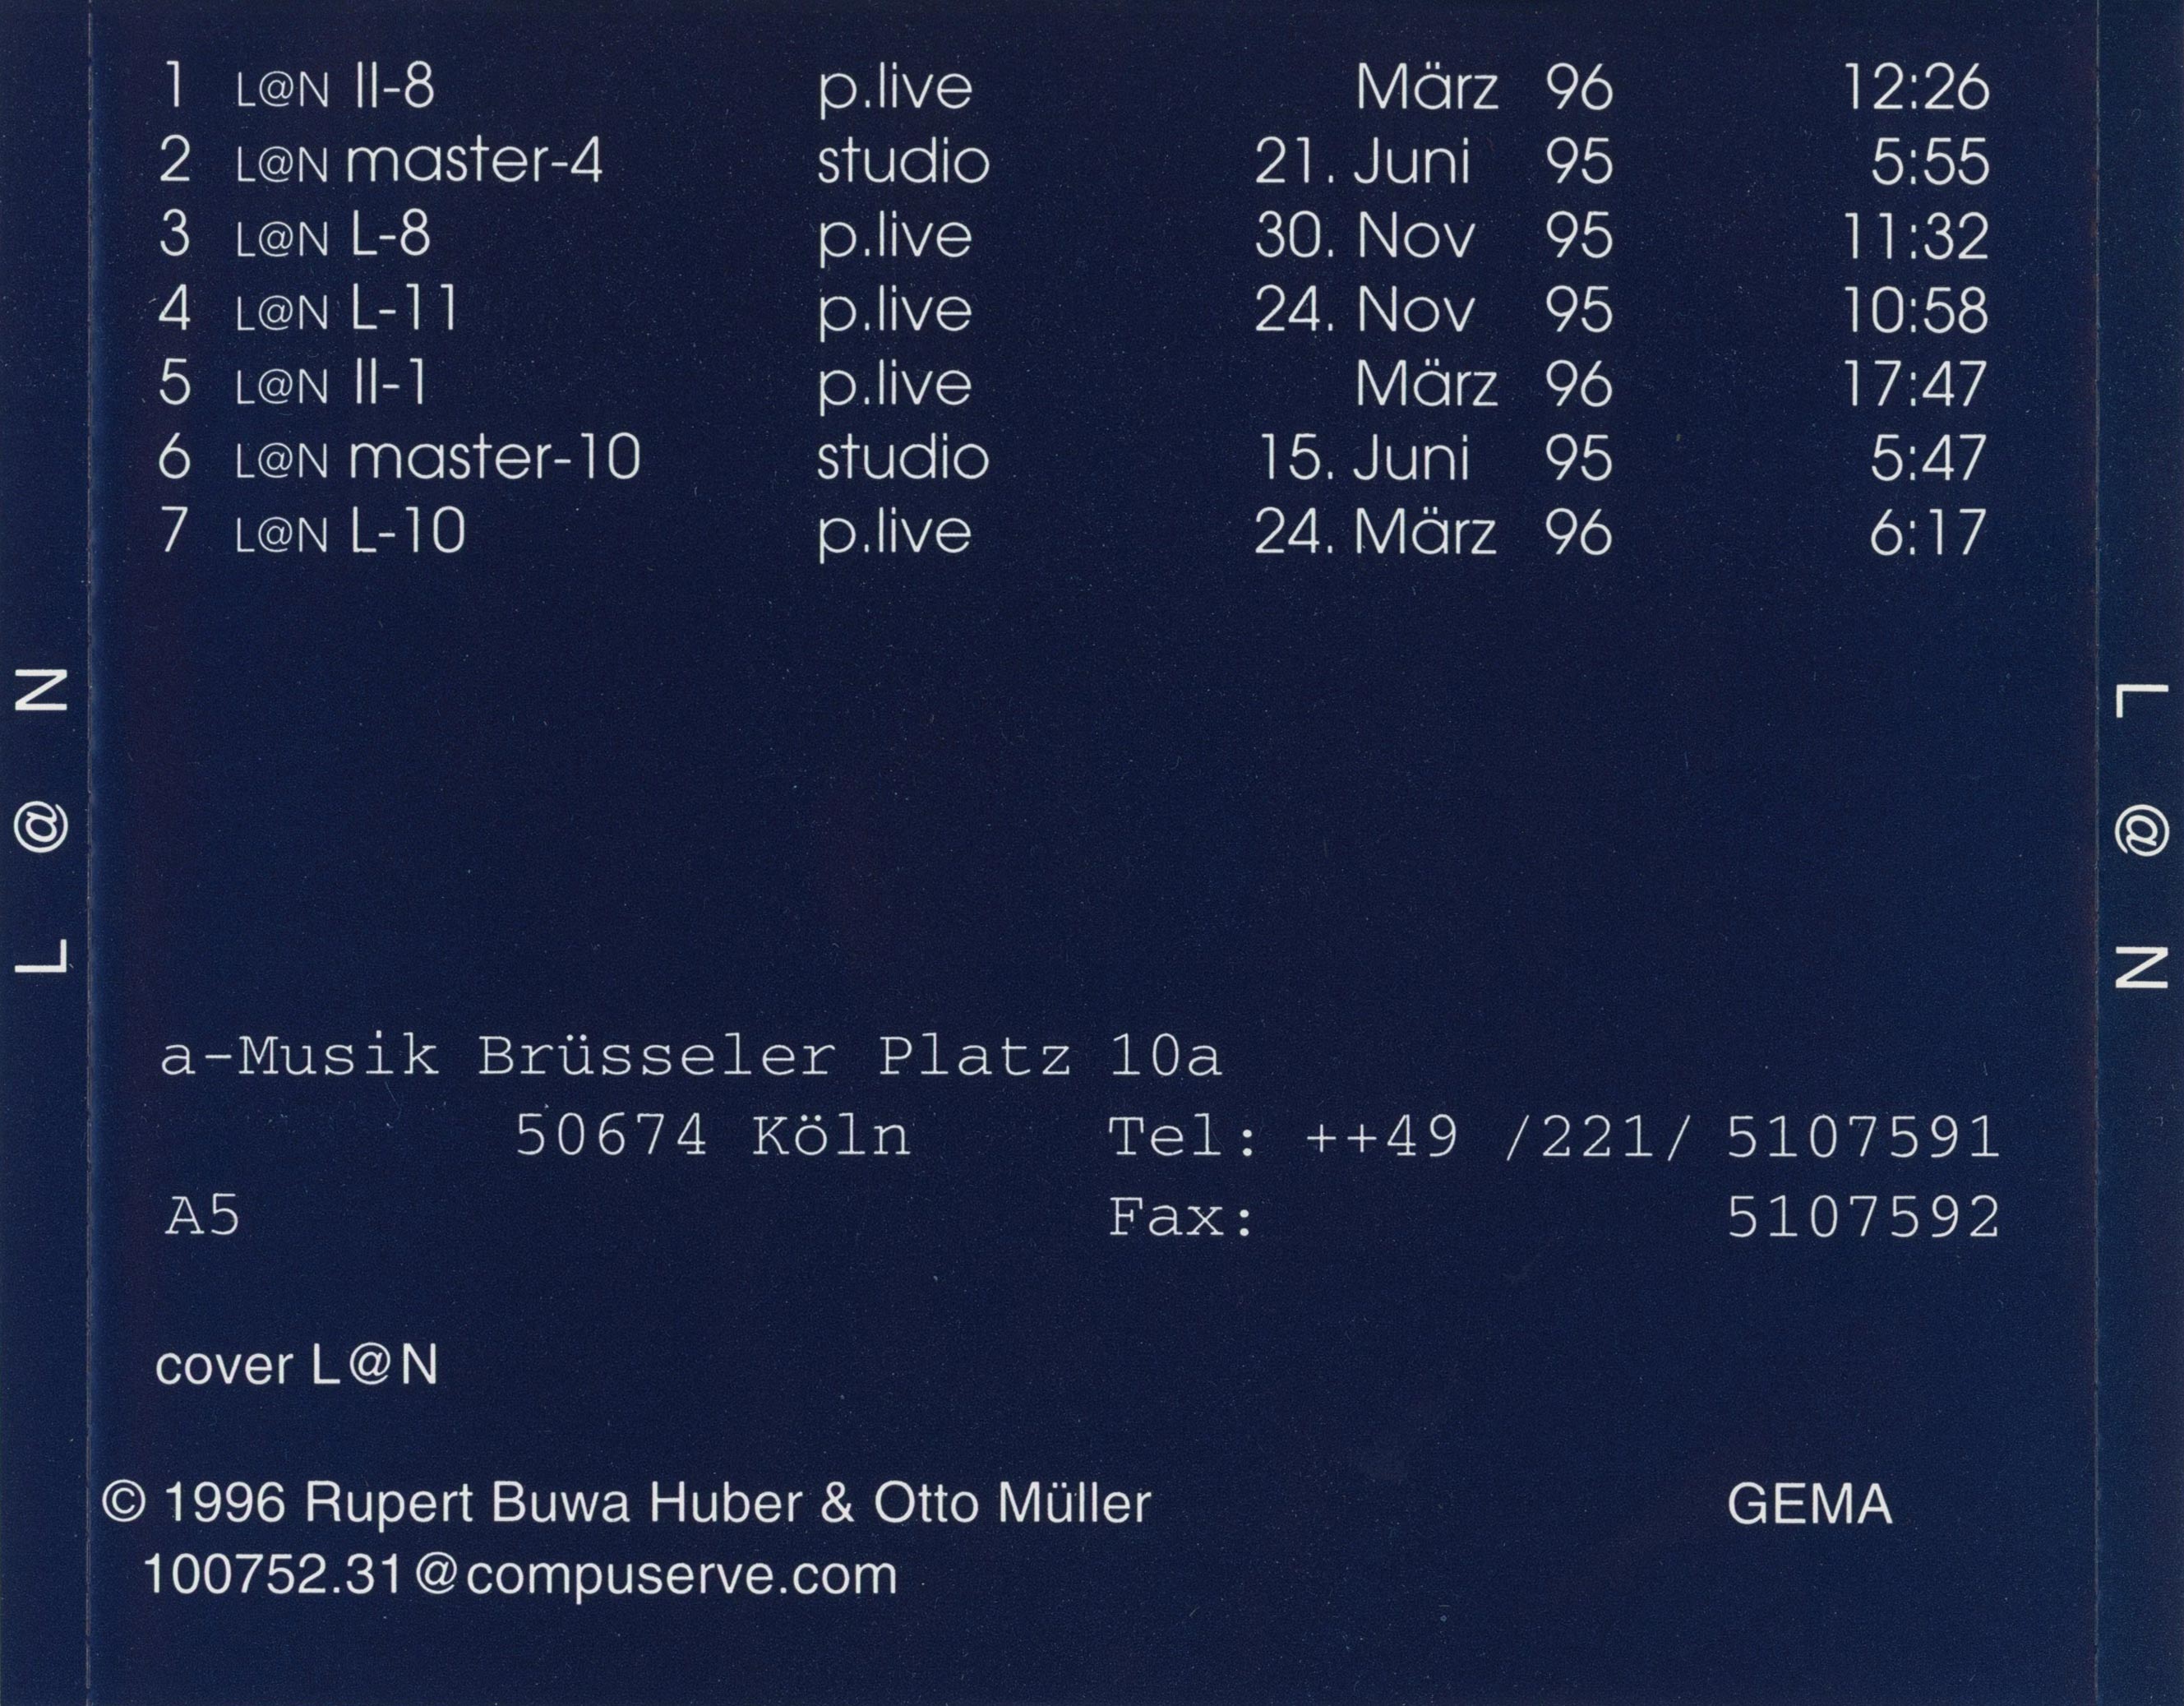 1 L@N II-8 p.live März 96 12:26
2 L@N master-4 studio 21. Juni 95 5:55
3 L@N L-8 p.live 30. Nov 95 11:32
4 L@N L-11 p.live 24. Nov 95 10:58
5 L@N II-1 p.live März 96 17:47
6 L@N master-10 studio 15. Juni 95 5:47
7 L@N L-10 p.live 24. März 96 6:17
L @ N
L @ N
a-Musik Brüsseler Platz 10a
50674 Köln Tel: ++49 /221/ 5107591
A5 Fax: 5107592
cover L@N
© 1996 Rupert Buwa Huber & Otto Müller GEMA
100752.31@compuserve.com